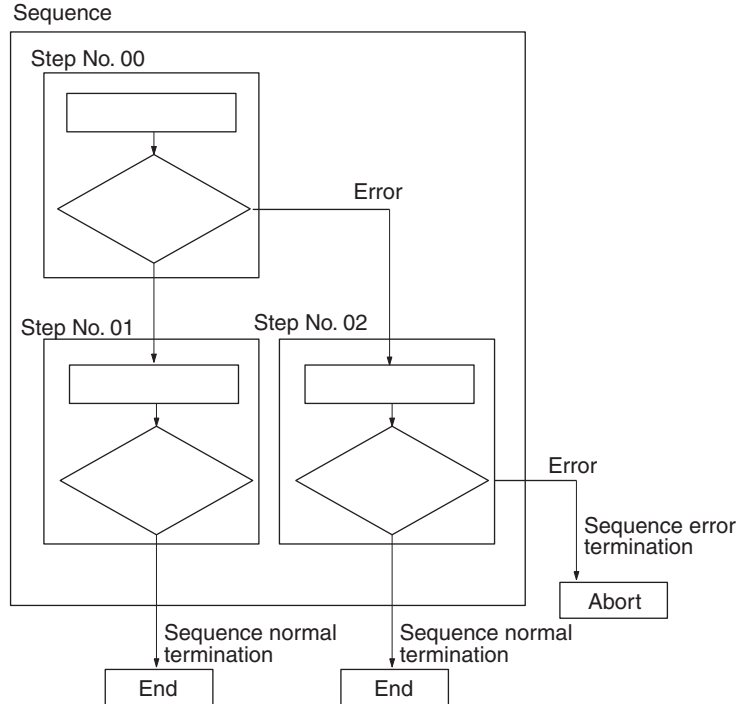 Sequence
Step No. 00
Error
Step No. 01
Step No. 02
Error
Sequence error
termination
Abort
Sequence normal
termination
Sequence normal
termination
End
End